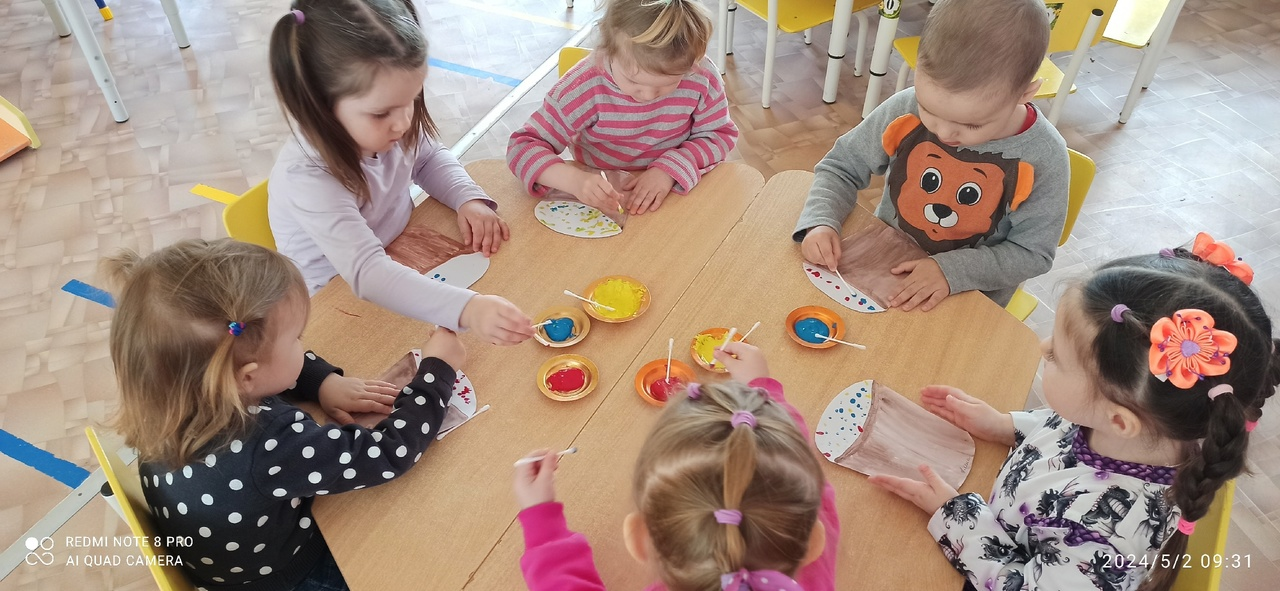 REDMI NOTE 8 PRO
AI QUAD CAMERA
2024/5/2 09:31